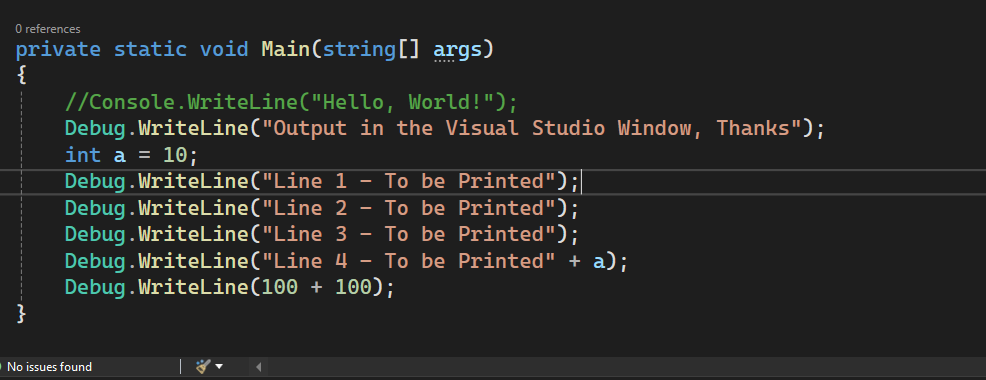 0 references
private static void Main(string[] args)
{
//Console.WriteLine("Hello, World!");
Debug.WriteLine("Output in the Visual Studio Window, Thanks");
int a = 10;
Debug.WriteLine("Line 1 - To be Printed");
Debug.WriteLine("Line 2 - To be Printed");
Debug.WriteLine("Line 3 - To be Printed");
Debug.WriteLine("Line 4 - To be Printed" + a);
Debug.WriteLine(100 + 100);
}
No issues found